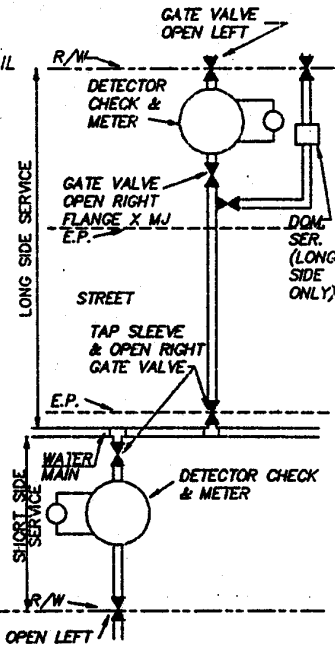 GATE VALVE
OPEN LEFT
IL
R/W
DETECTOR
CHECK &
METER
GATE VALVE
OPEN RIGHT
FLANGE X MJ
E.P.
DOM.
SER.
(LONG
SIDE
ONLY)
LONG SIDE SERVICE
STREET
TAP SLEEVE
& OPEN RIGHT
GATE VALVE
E.P.
WATER
MAIN
DETECTOR CHECK
& METER
SHORT SIDE
SERVICE
R/W
OPEN LEFT